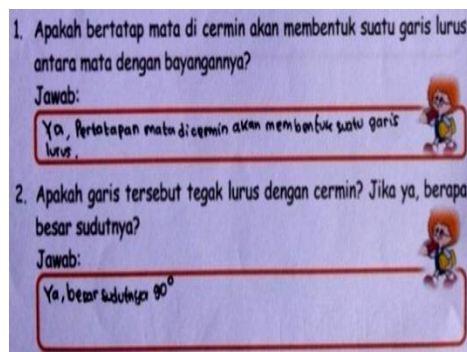 1. Apakah bertatap mata di cermin akan membentuk suatu garis lurus
antara mata dengan bayangannya?
Jawab:
Ya, Pertatapan mata dicermin akan membentuk suatu garis
lurus.
2. Apakah garis tersebut tegak lurus dengan cermin? Jika ya, berapa
besar sudutnya?
Jawab:
Ya, besar sudutnya 90°